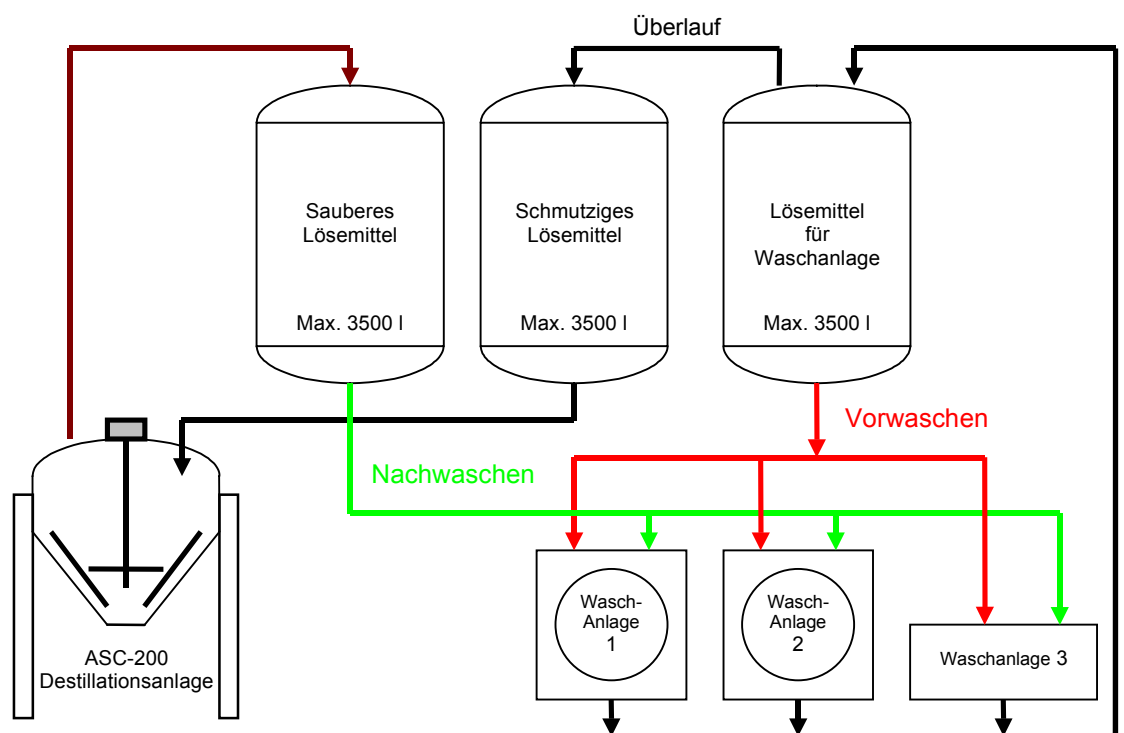 Überlauf
Sauberes
Lösemittel
Max. 3500 l
Schmutziges
Lösemittel
Max. 3500 l
Lösemittel
für
Waschanlage
Max. 3500 l
Vorwaschen
Nachwaschen
Wasch-
Anlage
1
Wasch-
Anlage
2
Waschanlage 3
ASC-200
Destillationsanlage